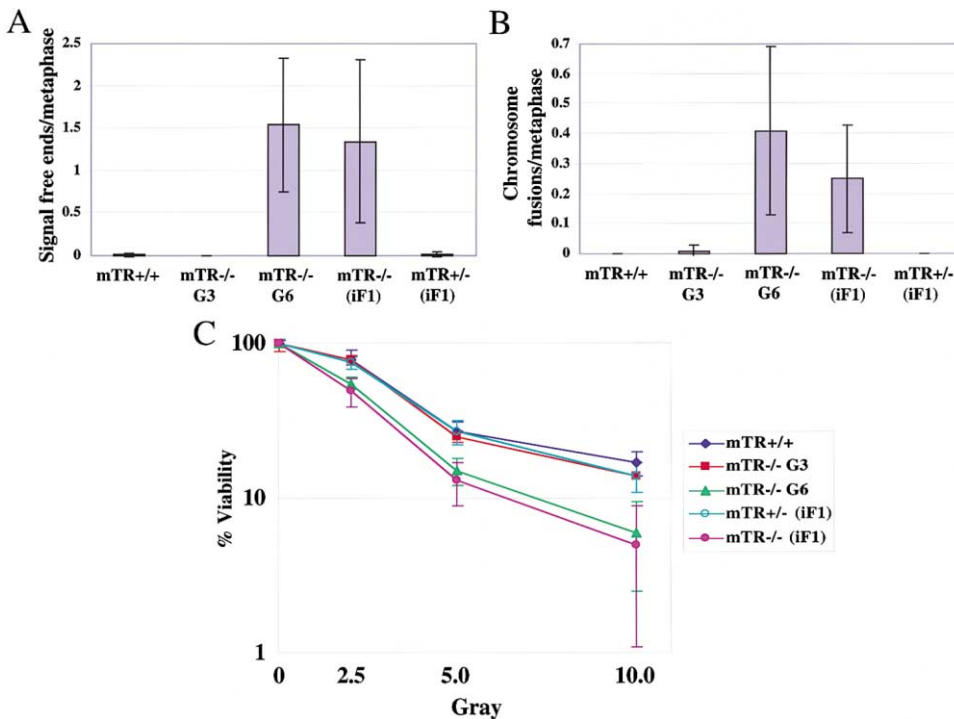 A
Signal free ends/metaphase
2.5
2
1.5
1
0.5
0
mTR+/+
mTR-/-
G3
mTR-/-
G6
mTR-/-
(iF1)
mTR+/-
(iF1)
B
Chromosome
fusions/metaphase
0.7
0.6
0.5
0.4
0.3
0.2
0.1
0
mTR+/+
mTR-/-
G3
mTR-/-
G6
mTR-/-
(iF1)
mTR+/-
(iF1)
C
% Viability
100
10
1
0
2.5
5.0
10.0
Gray
mTR+/+
mTR-/- G3
mTR-/- G6
mTR+/- (iF1)
mTR-/- (iF1)